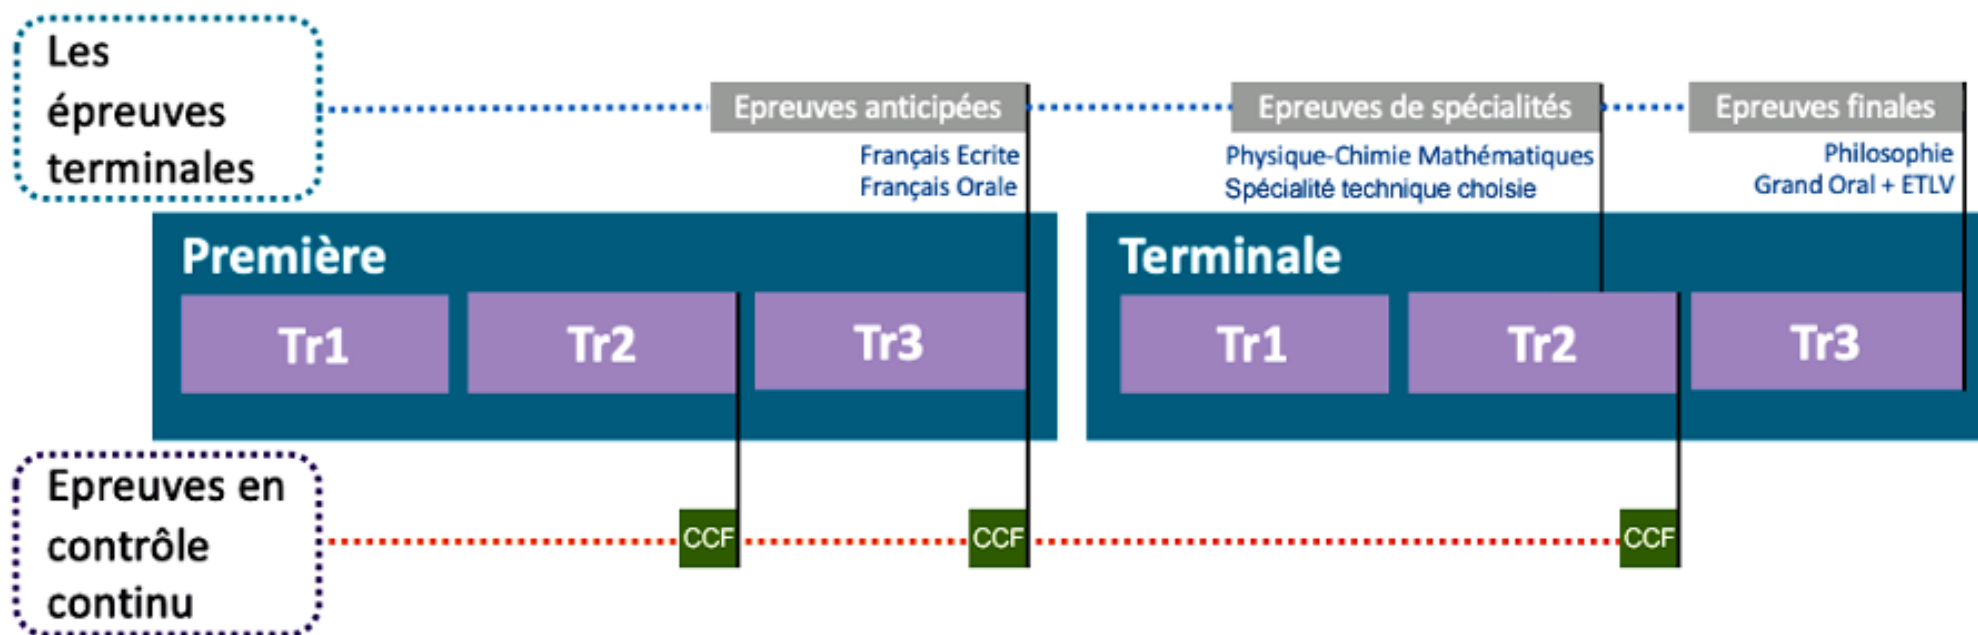 Les
épreuves
terminales
Epreuves anticipées
Epreuves de spécialités
Epreuves finales
Français Ecrite
Français Orale
Physique-Chimie Mathématiques
Spécialité technique choisie
Philosophie
Grand Oral + ETLV
Première
Tr1
Tr2
Tr3
Terminale
Tr1
Tr2
Tr3
Epreuves en
contrôle
continu
CCF
CCF
CCF